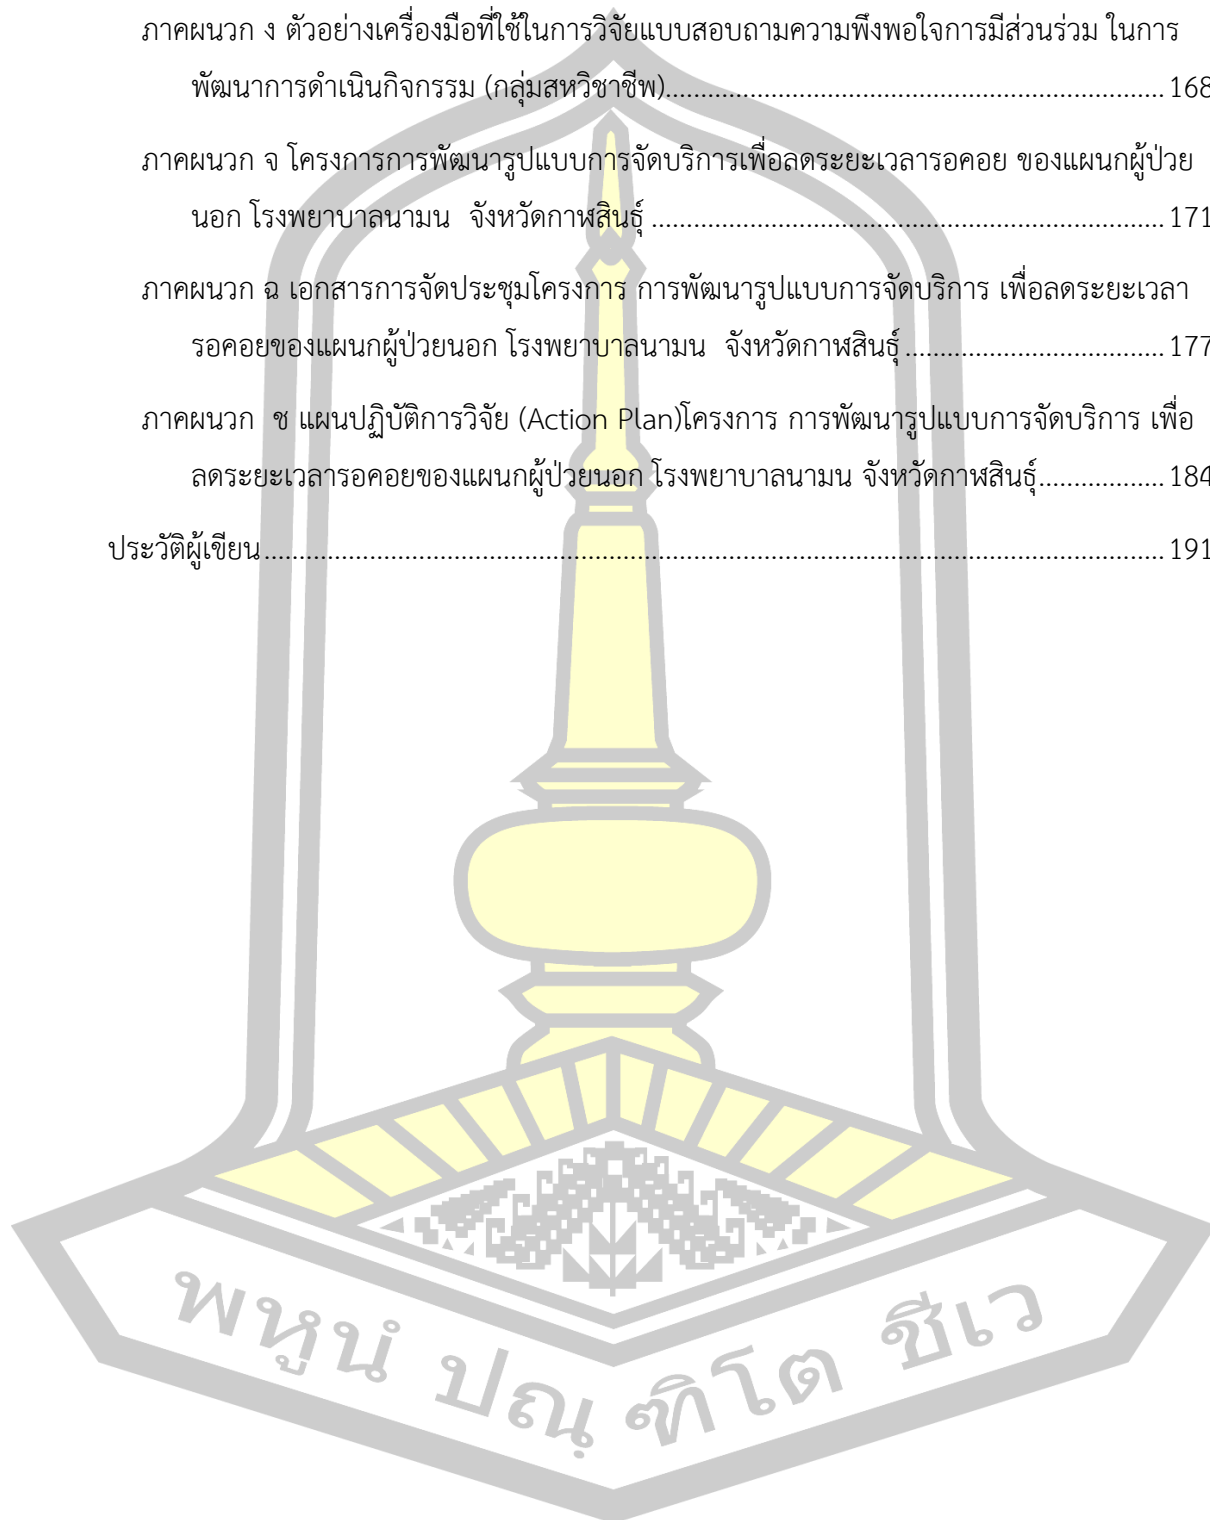 ภาคผนวก ง ตัวอย่างเครื่องมือที่ใช้ในการวิจัยแบบสอบถามความพึงพอใจการมีส่วนร่วม ในการ
พัฒนาการดำเนินกิจกรรม (กลุ่มสหวิชาชีพ)........................................................................ 168
ภาคผนวก จ โครงการการพัฒนารูปแบบการจัดบริการเพื่อลดระยะเวลารอคอย ของแผนกผู้ป่วย
นอก โรงพยาบาลนามน  จังหวัดกาฬสินธุ์ .......................................................................... 171
ภาคผนวก ฉ เอกสารการจัดประชุมโครงการ การพัฒนารูปแบบการจัดบริการ เพื่อลดระยะเวลา
รอคอยของแผนกผู้ป่วยนอก โรงพยาบาลนามน  จังหวัดกาฬสินธุ์ ..................................... 177
ภาคผนวก  ช แผนปฏิบัติการวิจัย (Action Plan)โครงการ การพัฒนารูปแบบการจัดบริการ เพื่อ
ลดระยะเวลารอคอยของแผนกผู้ป่วยนอก โรงพยาบาลนามน จังหวัดกาฬสินธุ์.................. 184
ประวัติผู้เขียน ................................................................................................................................. 191
พหูนํ ปณฺฑิโต ชีเว